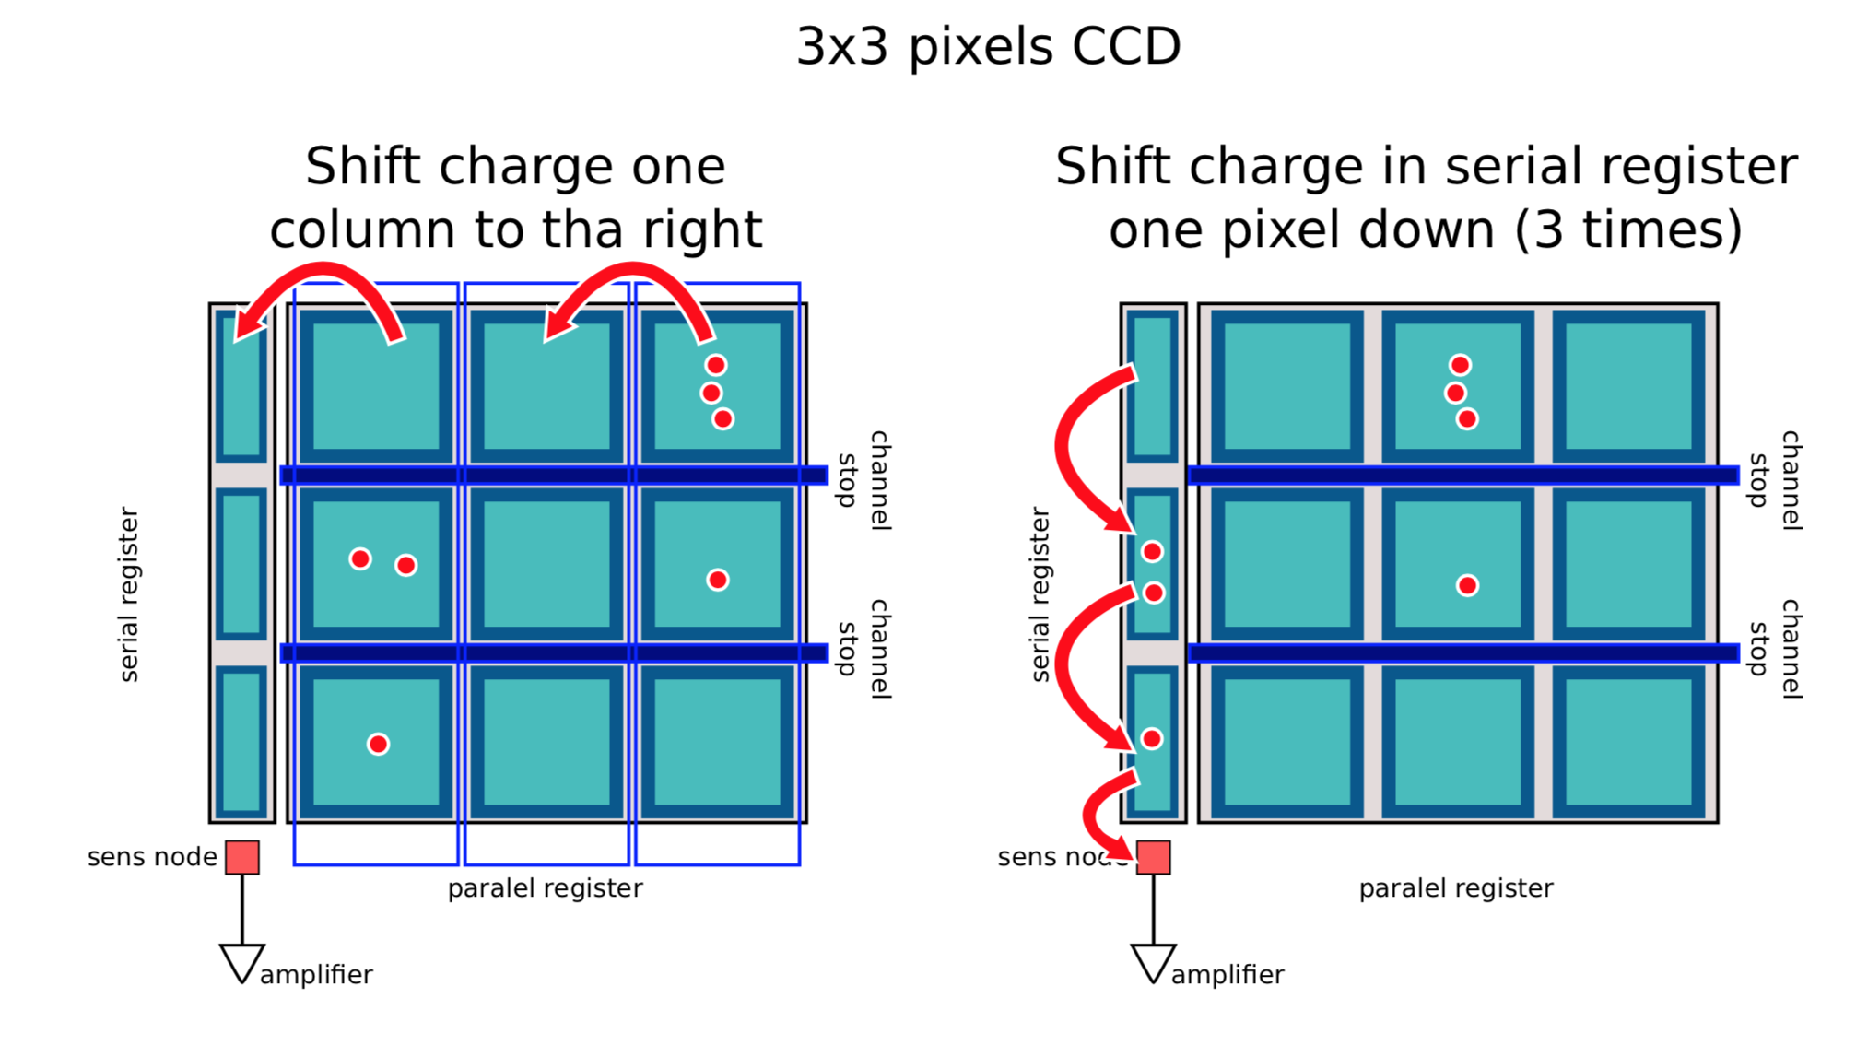 3x3 pixels CCD
Shift charge one
column to tha right
serial register
channel
stop
channel
stop
sens node
paralel register
amplifier
Shift charge in serial register
one pixel down (3 times)
serial register
channel
stop
channel
stop
sens node
paralel register
amplifier